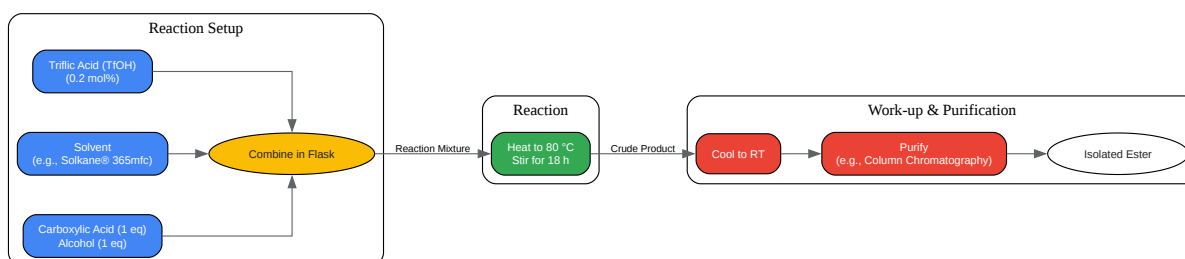 Reaction Setup
Triflic Acid (TfOH)
(0.2 mol%)
Solvent
(e.g., Solkane® 365mfc)
Carboxylic Acid (1 eq)
Alcohol (1 eq)
Combine in Flask
Reaction Mixture
Reaction
Heat to 80 °C
Stir for 18 h
Crude Product
Work-up & Purification
Cool to RT
Purify
(e.g., Column Chromatography)
Isolated Ester